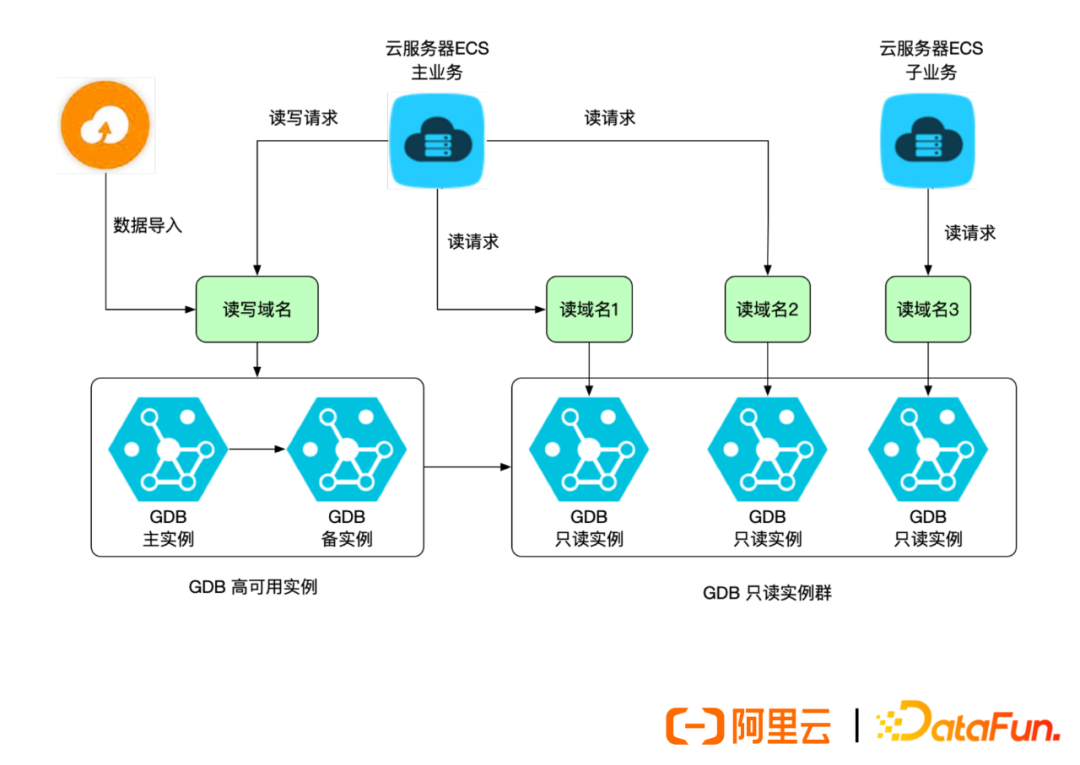 云服务器ECS
主业务
云服务器ECS
子业务
读写请求
读请求
数据导入
读请求
读请求
读写域名
读域名1
读域名2
读域名3
GDB
主实例
GDB
备实例
GDB
只读实例
GDB
只读实例
GDB
只读实例
GDB 高可用实例
GDB 只读实例群
阿里云
DataFun.